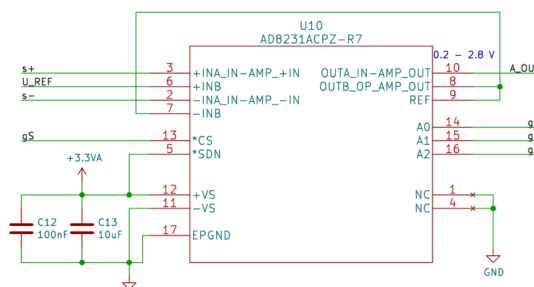 U10
AD8231ACPZ-R7
0.2 - 2.8 V
s+ 3 +INA_IN-AMP_+IN OUTA_IN-AMP_OUT 10 A_OU
U_REF 6 +INB OUTB_OP_AMP_OUT 8
s- 2 -INA_IN-AMP_-IN REF 9
7 -INB
A0 14 g
gS 13 *CS A1 15 g
5 *SDN A2 16 g
+3.3VA
12 +VS NC 1
11 -VS NC 4
C12 C13
100nF 10uF
17 EPGND
GND